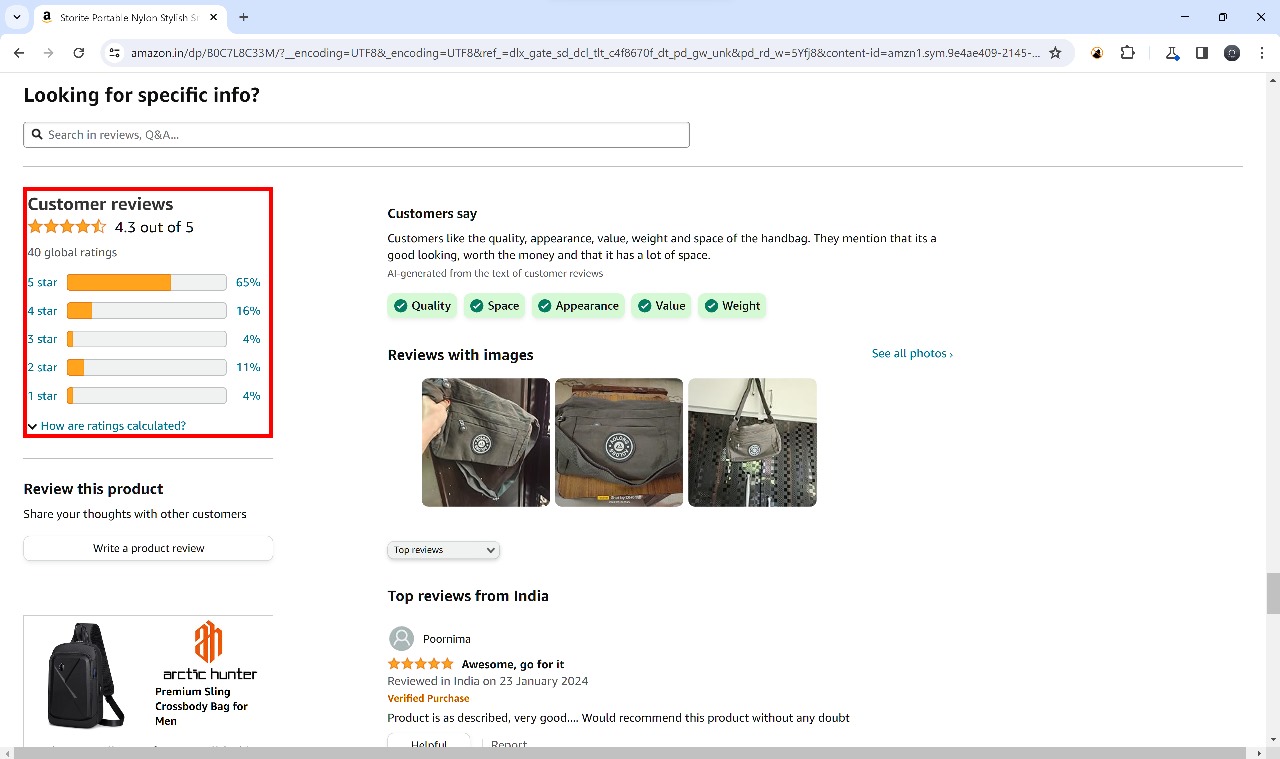 Storite Portable Nylon Stylish S
amazon.in/dp/B0C7L8C33M/?__encoding=UTF8&_encoding=UTF8&ref_=dlx_gate_sd_dcl_tlt_c4f8670f_dt_pd_gw_unk&pd_rd_w=5Yfj8&content-id=amzn1.sym.9e4ae409-2145-...
Looking for specific info?
Search in reviews, Q&A...
Customer reviews
4.3 out of 5
40 global ratings
5 star 65%
4 star 16%
3 star 4%
2 star 11%
1 star 4%
How are ratings calculated?
Review this product
Share your thoughts with other customers
Write a product review
arctic hunter
Premium Sling
Crossbody Bag for
Men
Customers say
Customers like the quality, appearance, value, weight and space of the handbag. They mention that its a
good looking, worth the money and that it has a lot of space.
AI-generated from the text of customer reviews
Quality Space Appearance Value Weight
Reviews with images
See all photos ›
Top reviews
Top reviews from India
Poornima
Awesome, go for it
Reviewed in India on 23 January 2024
Verified Purchase
Product is as described, very good.... Would recommend this product without any doubt
Helpful
Report